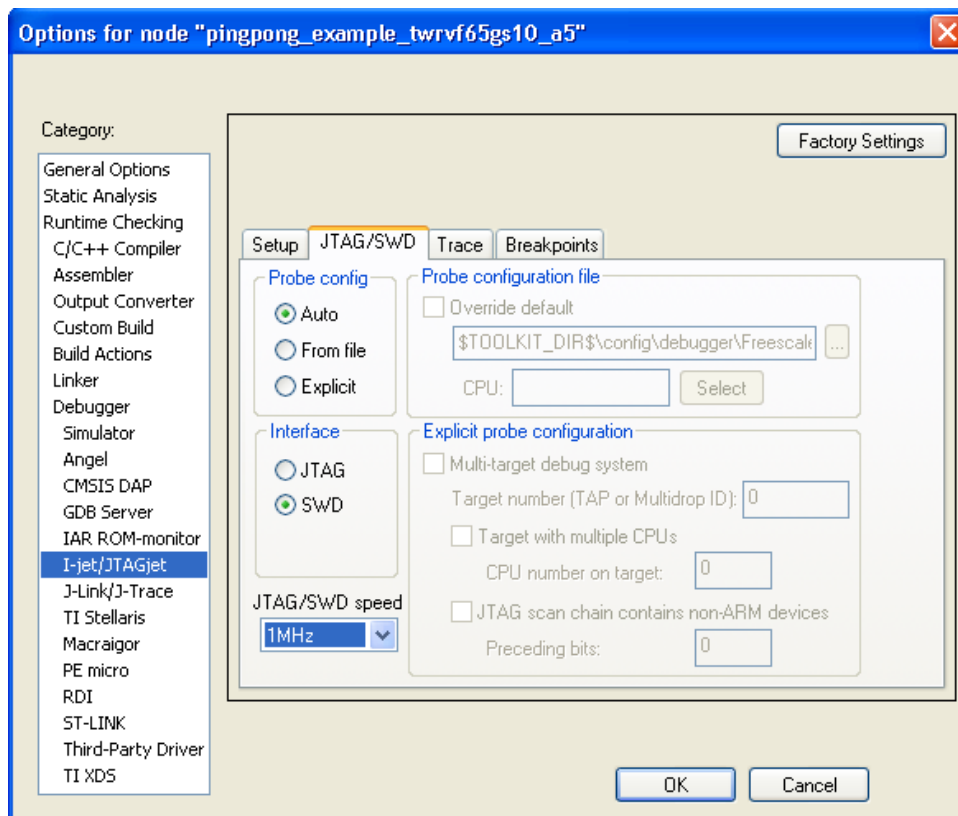 Options for node "pingpong_example_twrvf65gs10_a5"
Category:
Factory Settings
General Options
Static Analysis
Runtime Checking
C/C++ Compiler
Assembler
Output Converter
Custom Build
Build Actions
Linker
Debugger
Simulator
Angel
CMSIS DAP
GDB Server
IAR ROM-monitor
I-jet/JTAGjet
J-Link/J-Trace
TI Stellaris
Macraigor
PE micro
RDI
ST-LINK
Third-Party Driver
TI XDS
Setup JTAG/SWD Trace Breakpoints
Probe config
Auto
From file
Explicit
Probe configuration file
Override default
$TOOLKIT_DIR$\config\debugger\Freescale ...
CPU: Select
Interface
JTAG
SWD
JTAG/SWD speed
1MHz
Explicit probe configuration
Multi-target debug system
Target number (TAP or Multidrop ID): 0
Target with multiple CPUs
CPU number on target: 0
JTAG scan chain contains non-ARM devices
Preceding bits: 0
OK Cancel